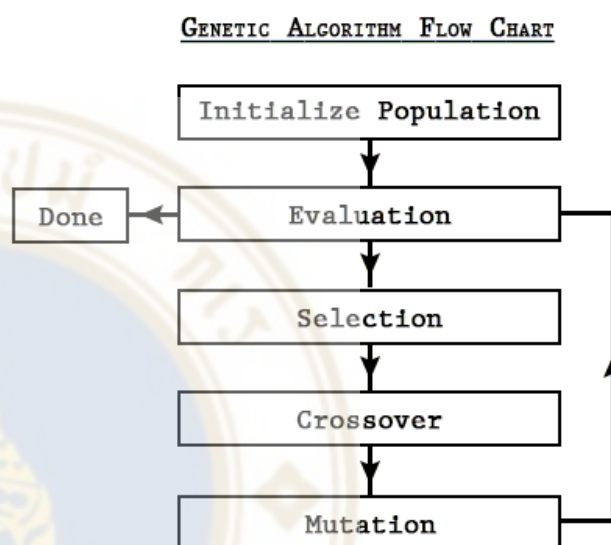 Genetic Algorithm Flow Chart
Initialize Population
Done
Evaluation
Selection
Crossover
Mutation